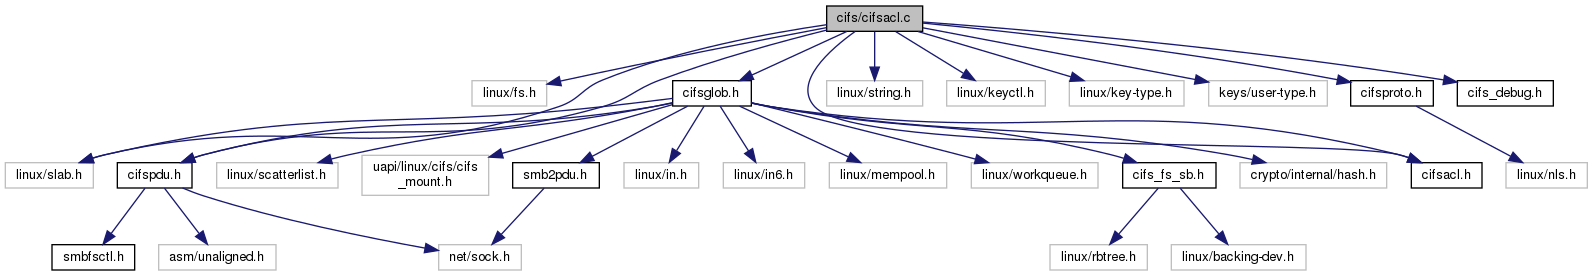 cifs/cifsacl.c
linux/fs.h
cifsglob.h
linux/string.h
linux/keyctl.h
linux/key-type.h
keys/user-type.h
cifsproto.h
cifs_debug.h
linux/slab.h
cifspdu.h
linux/scatterlist.h
uapi/linux/cifs/cifs
_mount.h
smb2pdu.h
linux/in.h
linux/in6.h
linux/mempool.h
linux/workqueue.h
cifs_fs_sb.h
crypto/internal/hash.h
cifsacl.h
linux/nls.h
smbfsctl.h
asm/unaligned.h
net/sock.h
linux/rbtree.h
linux/backing-dev.h